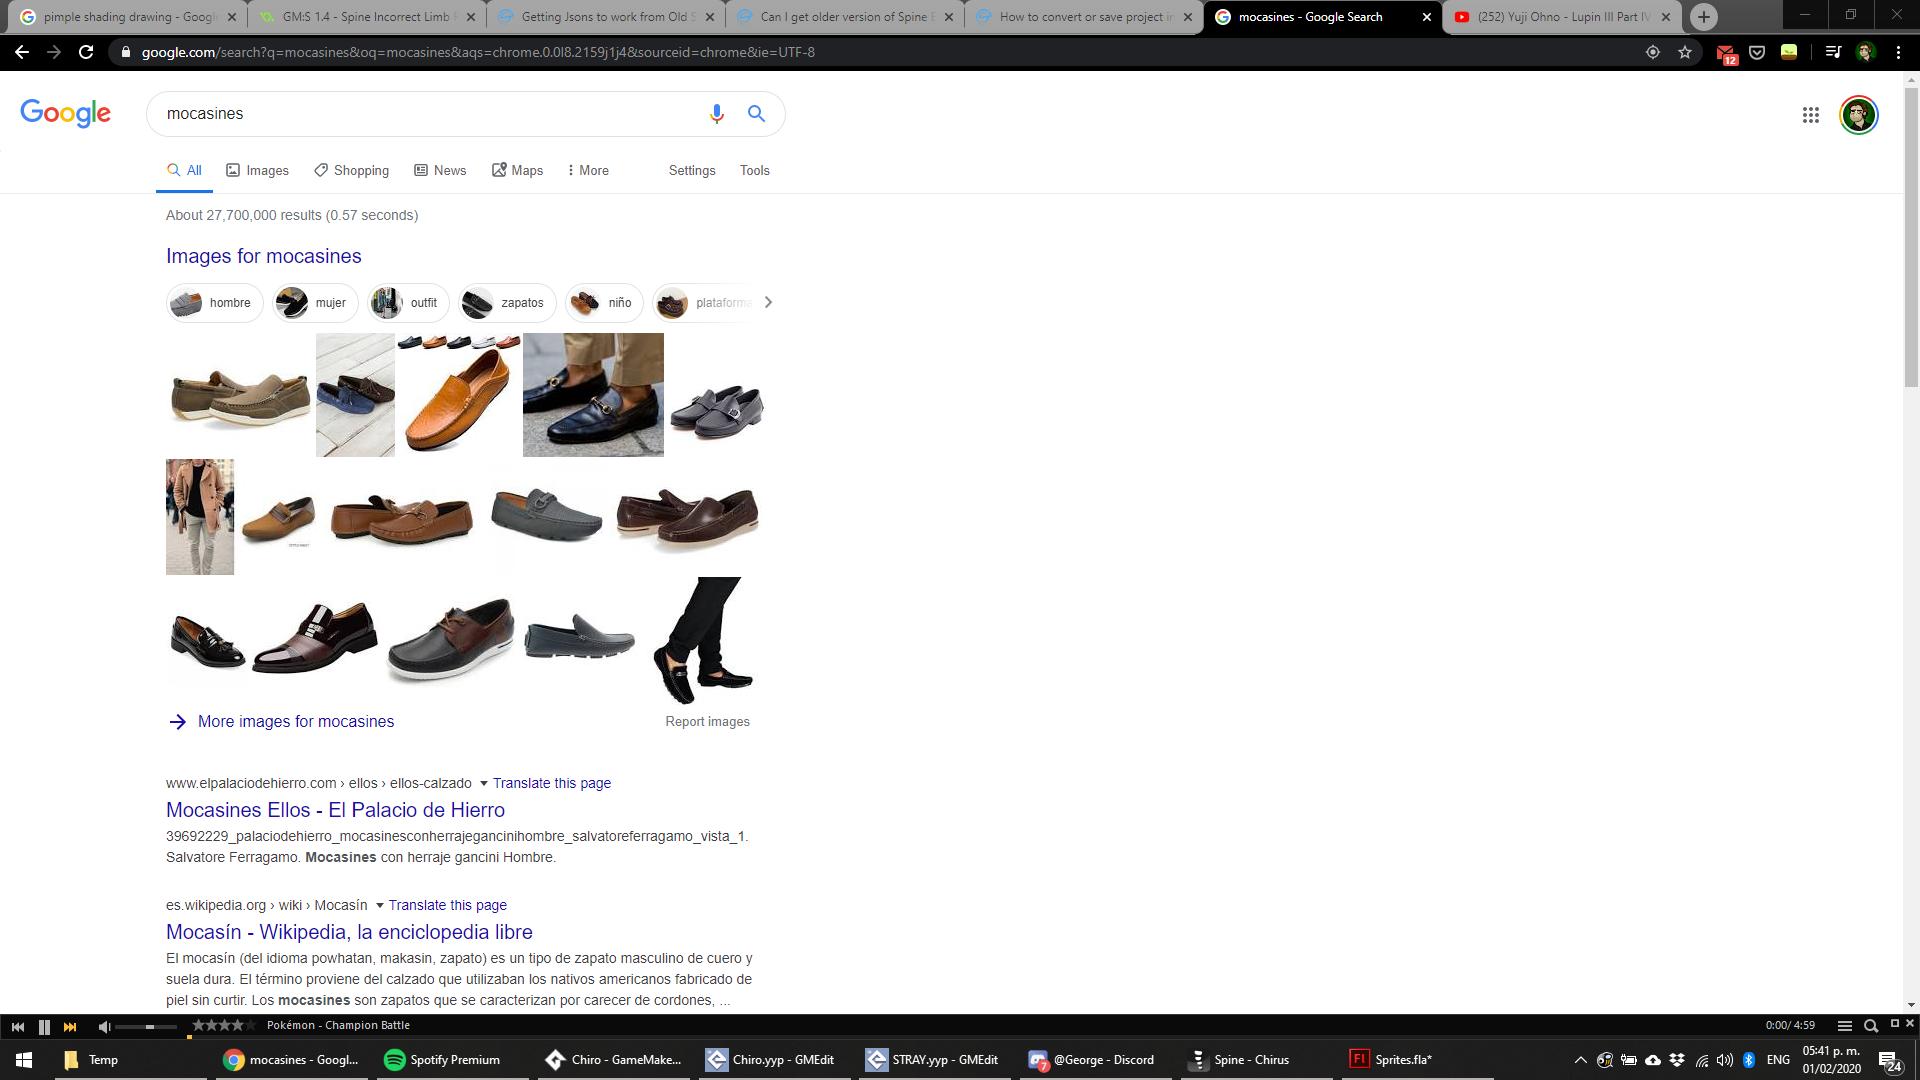 pimple shading drawing - Googl
GM:S 1.4 - Spine Incorrect Limb
Getting Jsons to work from Old S
Can I get older version of Spine E
How to convert or save project in
mocasines - Google Search
(252) Yuji Ohno - Lupin III Part IV
google.com/search?q=mocasines&oq=mocasines&aqs=chrome.0.0l8.2159j1j4&sourceid=chrome&ie=UTF-8
12
Google
mocasines
All
Images
Shopping
News
Maps
More
Settings
Tools
About 27,700,000 results (0.57 seconds)
Images for mocasines
hombre
mujer
outfit
zapatos
niño
plataforma
More images for mocasines
Report images
www.elpalaciodehierro.com › ellos › ellos-calzado
Translate this page
Mocasines Ellos - El Palacio de Hierro
39692229_palaciodehierro_mocasinesconherrajegancinihombre_salvatoreferragamo_vista_1.
Salvatore Ferragamo. Mocasines con herraje gancini Hombre.
es.wikipedia.org › wiki › Mocasín
Translate this page
Mocasín - Wikipedia, la enciclopedia libre
El mocasín (del idioma powhatan, makasin, zapato) es un tipo de zapato masculino de cuero y
suela dura. El término proviene del calzado que utilizaban los nativos americanos fabricado de
piel sin curtir. Los mocasines son zapatos que se caracterizan por carecer de cordones, ...
Pokémon - Champion Battle
0:00/ 4:59
Temp
mocasines - Googl...
Spotify Premium
Chiro - GameMake...
Chiro.yyp - GMEdit
STRAY.yyp - GMEdit
7
@George - Discord
Spine - Chirus
Fl
Sprites.fla*
ENG
05:41 p. m.
01/02/2020
24